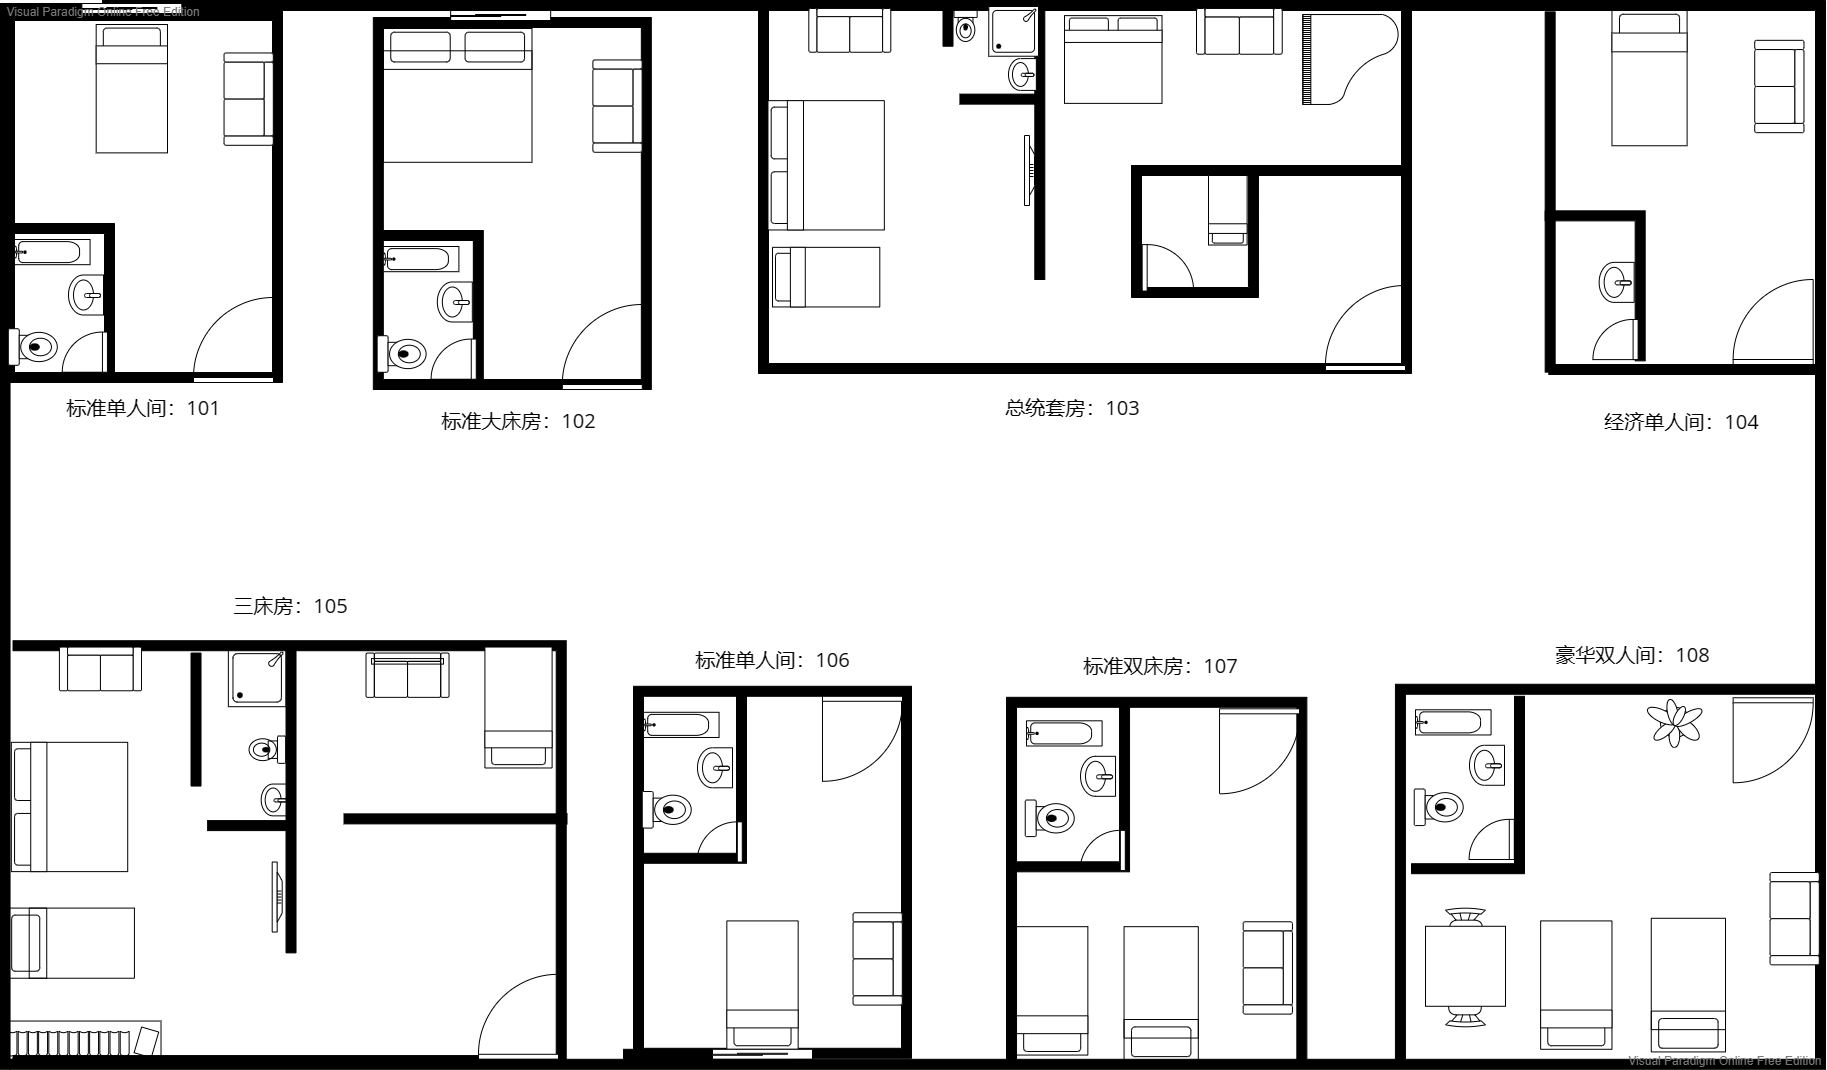 Visual Paradigm Online Free Edition
标准单人间：101
标准大床房：102
总统套房：103
经济单人间：104
三床房：105
标准单人间：106
标准双床房：107
豪华双人间：108
Visual Paradigm Online Free Edition